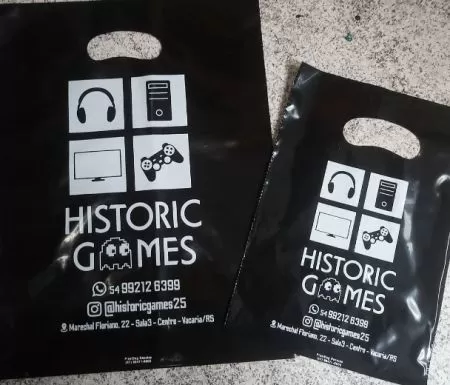 HISTORIC
GAMES
54 99212 6399
@historicgames25
Marechal Floriano, 22 - Sala3 - Centro - Vacaria/RS
HISTORIC
GAMES
54 99212 6399
@historicgames25
Marechal Floriano, 22 - Sala3 - Centro - Vacaria/RS